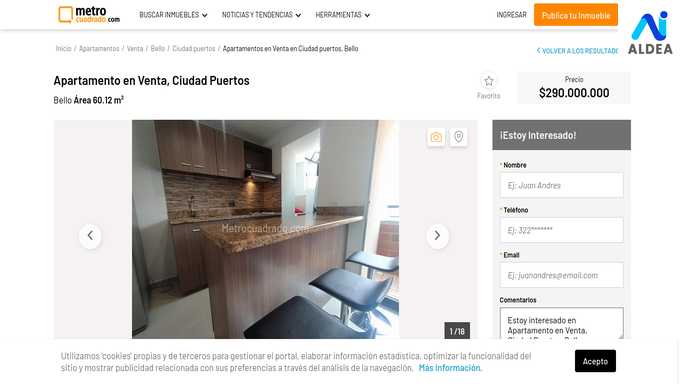 metro
cuadrado.com
BUSCAR INMUEBLES
NOTICIAS Y TENDENCIAS
HERRAMIENTAS
INGRESAR
Publica tu Inmueble
ALDEA
Inicio / Apartamentos / Venta / Bello / Ciudad puertos / Apartamentos en Venta en Ciudad puertos, Bello
VOLVER A LOS RESULTADO
Apartamento en Venta, Ciudad Puertos
Bello Área 60.12 m²
Favorito
Precio
$290.000.000
Metrocuadrado.com
1 / 18
¡Estoy Interesado!
* Nombre
Ej: Juan Andres
* Teléfono
Ej: 322*******
* Email
Ej: juanandres@email.com
Comentarios
Estoy interesado en
Apartamento en Venta,
Utilizamos 'cookies' propias y de terceros para gestionar el portal, elaborar información estadística, optimizar la funcionalidad del
sitio y mostrar publicidad relacionada con sus preferencias a través del análisis de la navegación. Más Información.
Acepto